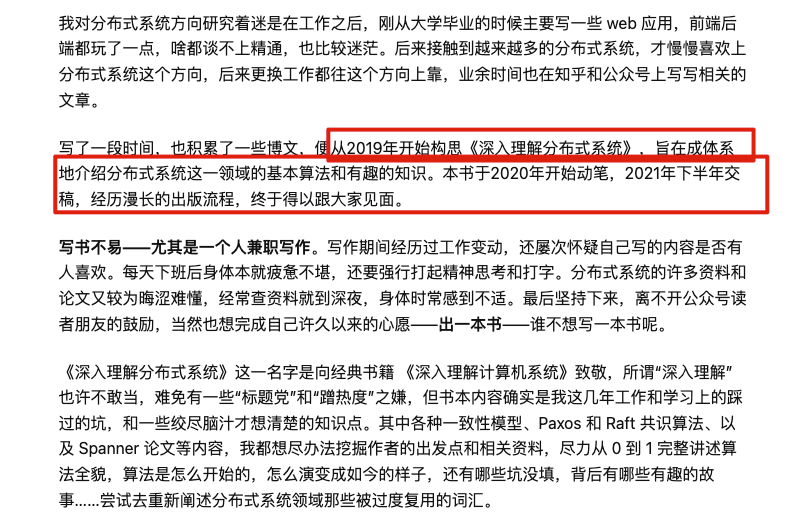 我对分布式系统方向研究着迷是在工作之后，刚从大学毕业的时候主要写一些 web 应用，前端后
端都玩了一点，啥都谈不上精通，也比较迷茫。后来接触到越来越多的分布式系统，才慢慢喜欢上
分布式系统这个方向，后来更换工作都往这个方向上靠，业余时间也在知乎和公众号上写写相关的
文章。
写了一段时间，也积累了一些博文，便从2019年开始构思《深入理解分布式系统》，旨在成体系
地介绍分布式系统这一领域的基本算法和有趣的知识。本书于2020年开始动笔，2021年下半年交
稿，经历漫长的出版流程，终于得以跟大家见面。
写书不易——尤其是一个人兼职写作。写作期间经历过工作变动，还屡次怀疑自己写的内容是否有
人喜欢。每天下班后身体本就疲惫不堪，还要强行打起精神思考和打字。分布式系统的许多资料和
论文又较为晦涩难懂，经常查资料就到深夜，身体时常感到不适。最后坚持下来，离不开公众号读
者朋友的鼓励，当然也想完成自己许久以来的心愿——出一本书——谁不想写一本书呢。
《深入理解分布式系统》这一名字是向经典书籍 《深入理解计算机系统》致敬，所谓“深入理解”
也许不敢当，难免有一些“标题党”和“蹭热度”之嫌，但书本内容确实是我这几年工作和学习上的踩
过的坑，和一些绞尽脑汁才想清楚的知识点。其中各种一致性模型、Paxos 和 Raft 共识算法、以
及 Spanner 论文等内容，我都想尽办法挖掘作者的出发点和相关资料，尽力从 0 到 1 完整讲述算
法全貌，算法是怎么开始的，怎么演变成如今的样子，还有哪些坑没填，背后有哪些有趣的故
事......尝试去重新阐述分布式系统领域那些被过度复用的词汇。